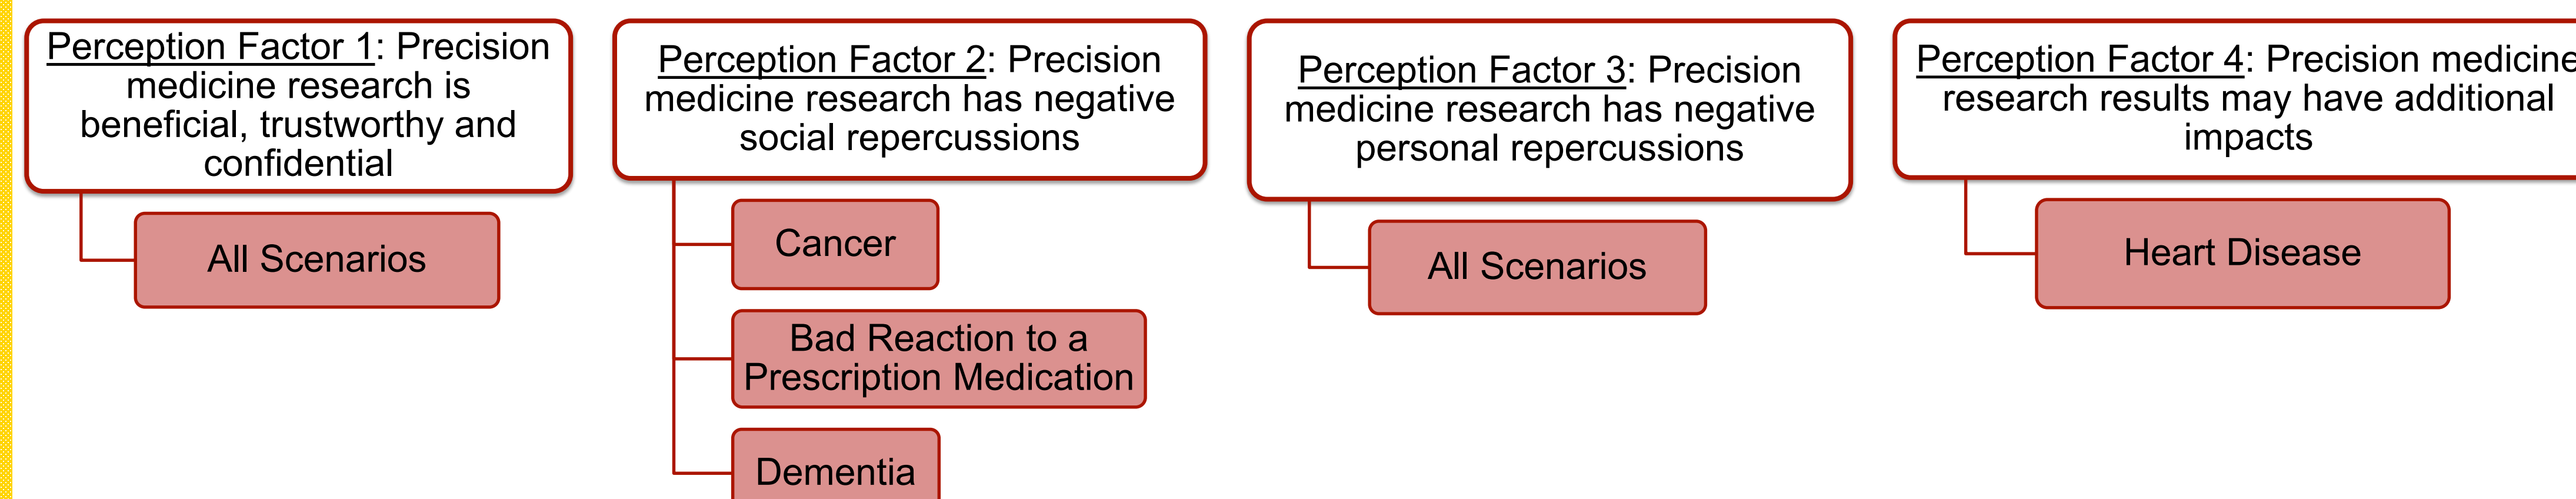 Perception Factor 1: Precision
medicine research is
beneficial, trustworthy and
confidential
All Scenarios
Perception Factor 2: Precision
medicine research has negative
social repercussions
Cancer
Bad Reaction to a
Prescription Medication
Dementia
Perception Factor 3: Precision
medicine research has negative
personal repercussions
All Scenarios
Perception Factor 4: Precision medicine
research results may have additional
impacts
Heart Disease